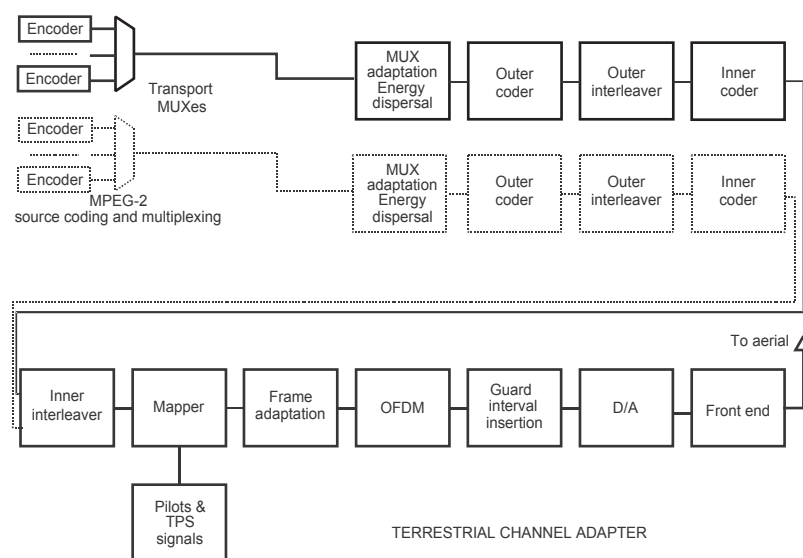 Encoder
Encoder
Transport
MUXes
MUX
adaptation
Energy
dispersal
Outer
coder
Outer
interleaver
Inner
coder
Encoder
Encoder
MPEG-2
source coding and multiplexing
MUX
adaptation
Energy
dispersal
Outer
coder
Outer
interleaver
Inner
coder
To aerial
Inner
interleaver
Mapper
Frame
adaptation
OFDM
Guard
interval
insertion
D/A
Front end
Pilots &
TPS
signals
TERRESTRIAL CHANNEL ADAPTER